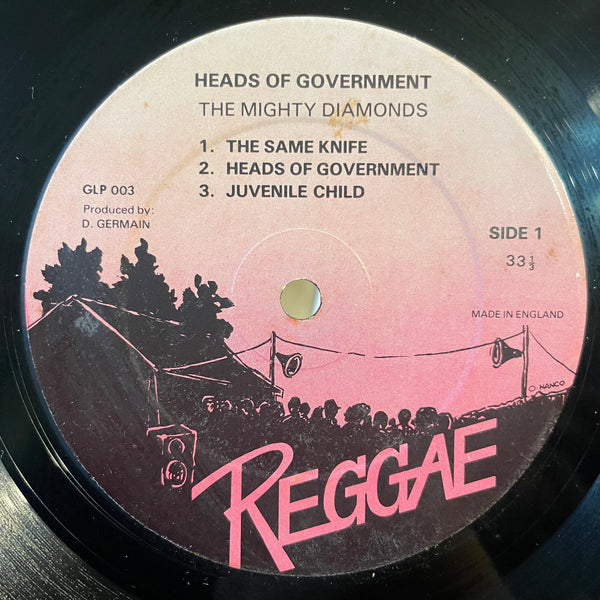 HEADS OF GOVERNMENT
THE MIGHTY DIAMONDS
1. THE SAME KNIFE
2. HEADS OF GOVERNMENT
3. JUVENILE CHILD
GLP 003
Produced by:
D. GERMAIN
SIDE 1
33⅓
MADE IN ENGLAND
O. NANCO
REGGAE